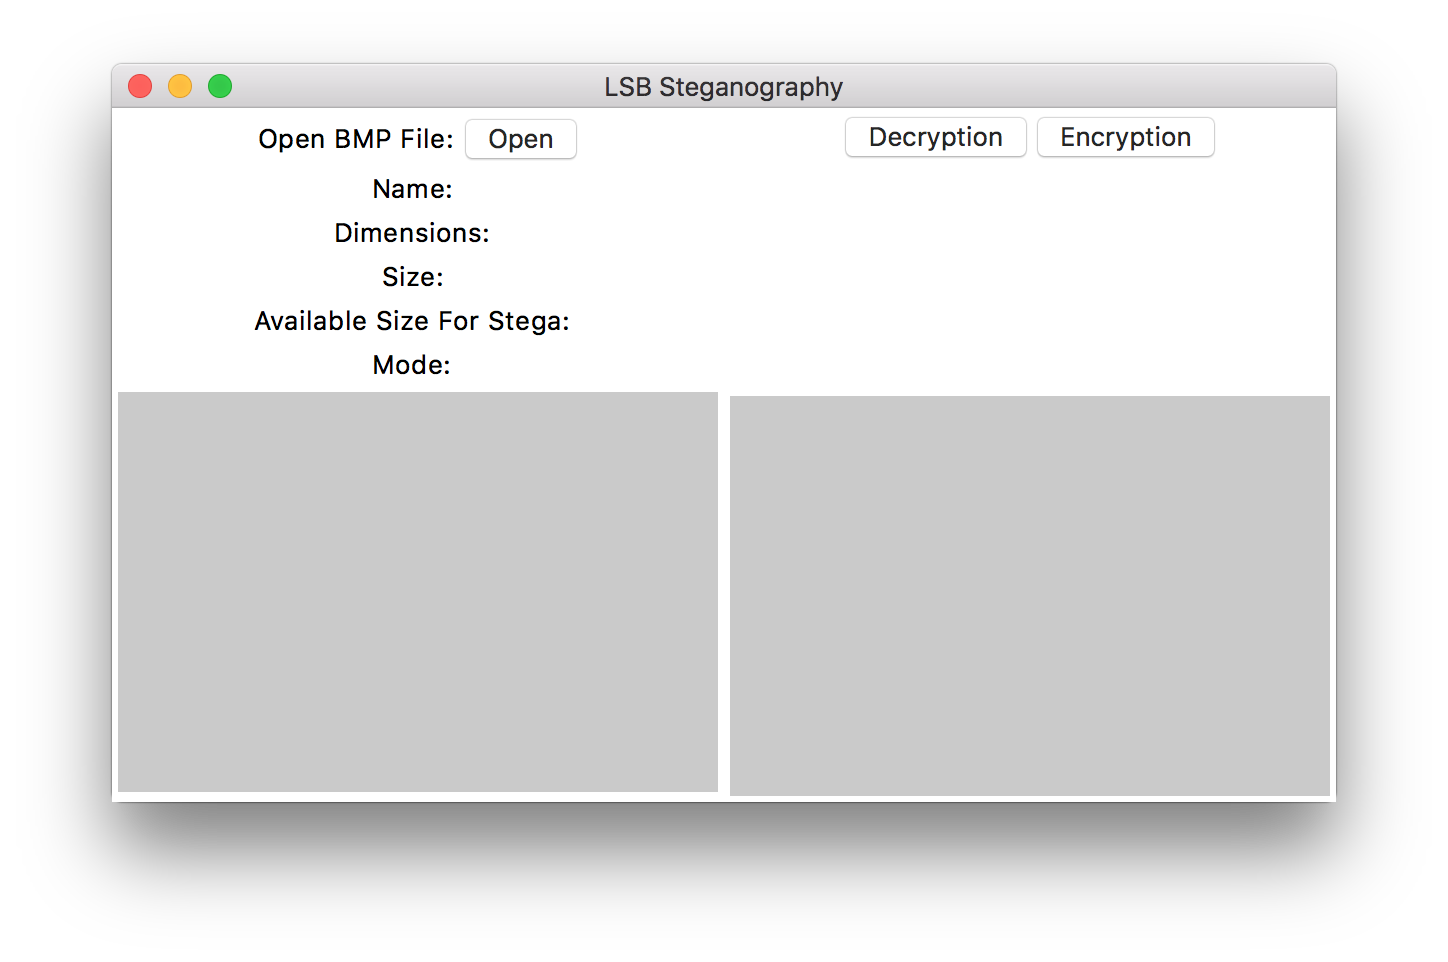 LSB Steganography
Open BMP File: Open
Decryption Encryption
Name:
Dimensions:
Size:
Available Size For Stega:
Mode: